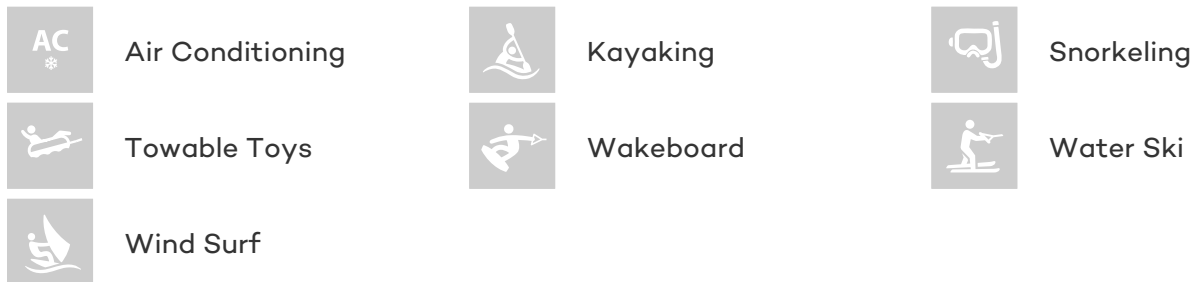 AC
Air Conditioning
Kayaking
Snorkeling
Towable Toys
Wakeboard
Water Ski
Wind Surf